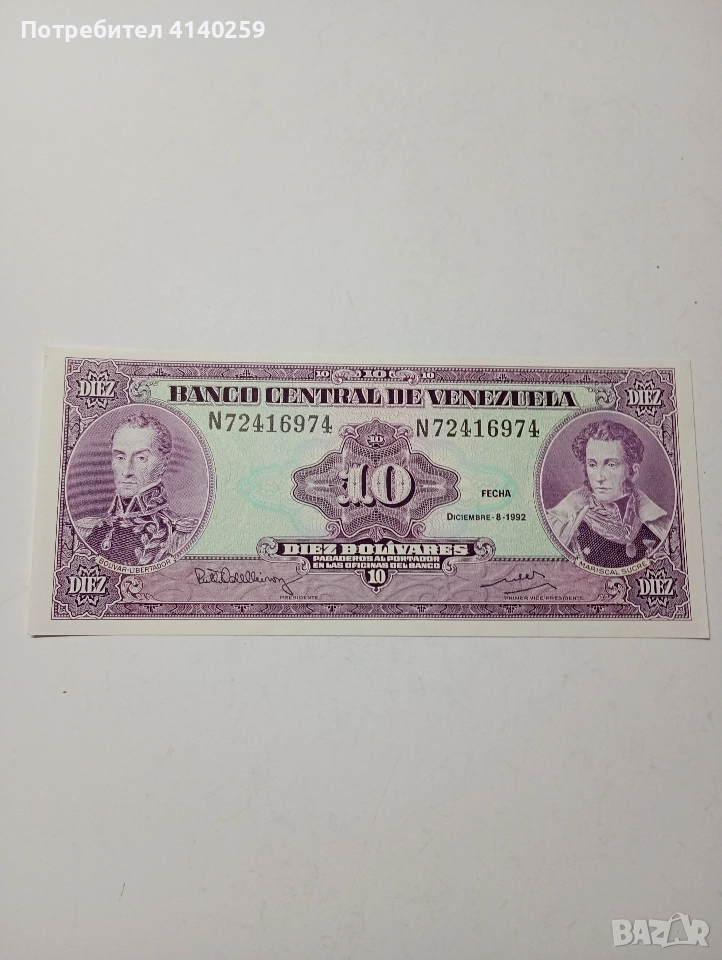 Потребител 4140259
10 10 10
DIEZ DIEZ
BANCO CENTRAL DE VENEZUELA
N72416974 N72416974
10
10
FECHA
DICIEMBRE-8-1992
BOLIVAR-LIBERTADOR
MARISCAL SUCRE
DIEZ BOLIVARES
PAGADEROS AL PORTADOR
EN LAS OFICINAS DEL BANCO
DIEZ 10 DIEZ
PRESIDENTE PRIMER VICE-PRESIDENTE
BAZAR